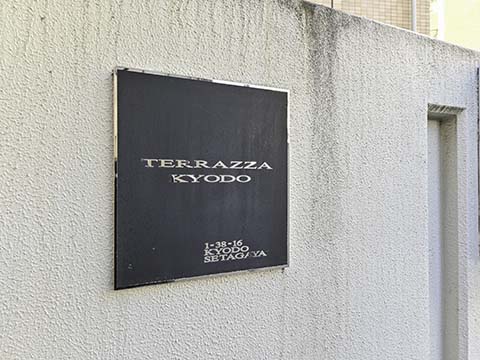 TERRAZZA
KYODO
1-38-16
KYODO
SETAGAYA